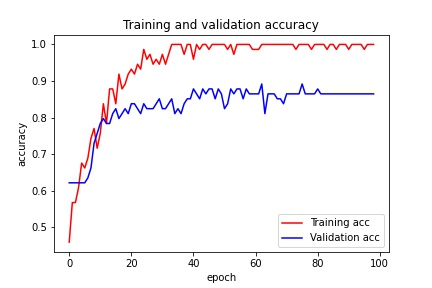 Training and validation accuracy
accuracy
1.0
0.9
0.8
0.7
0.6
0.5
Training acc
Validation acc
0
20
40
60
80
100
epoch